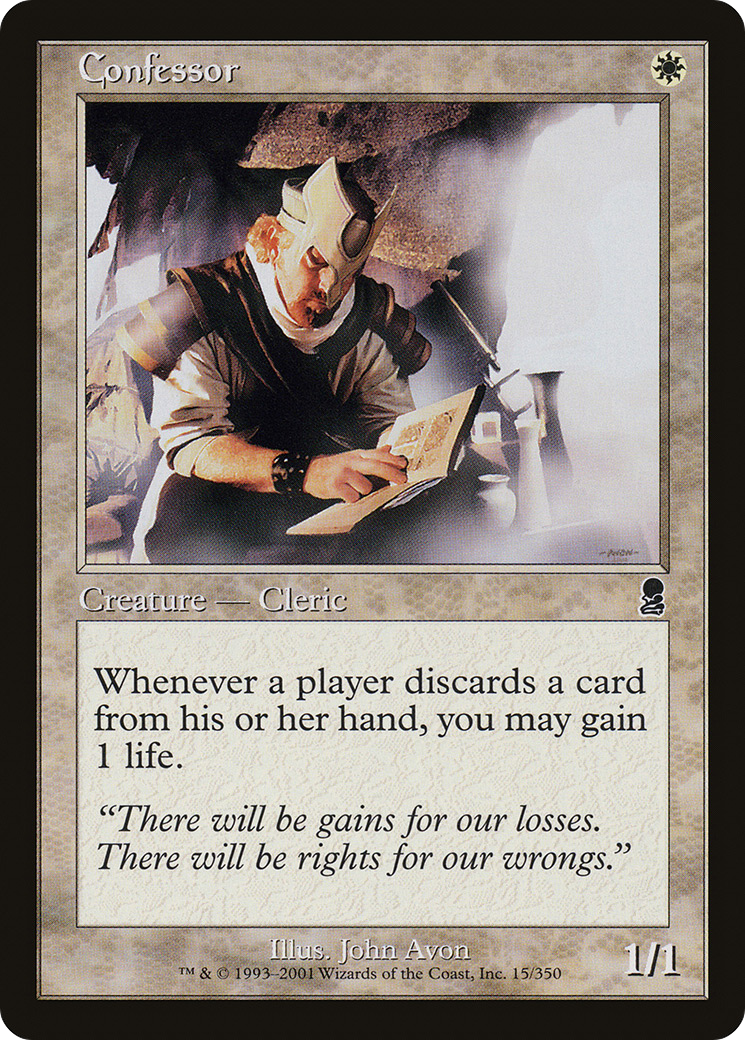 Confessor
-AVON-
Creature — Cleric
Whenever a player discards a card
from his or her hand, you may gain
1 life.
“There will be gains for our losses.
There will be rights for our wrongs.”
Illus. John Avon
™ & © 1993–2001 Wizards of the Coast, Inc. 15/350
1/1